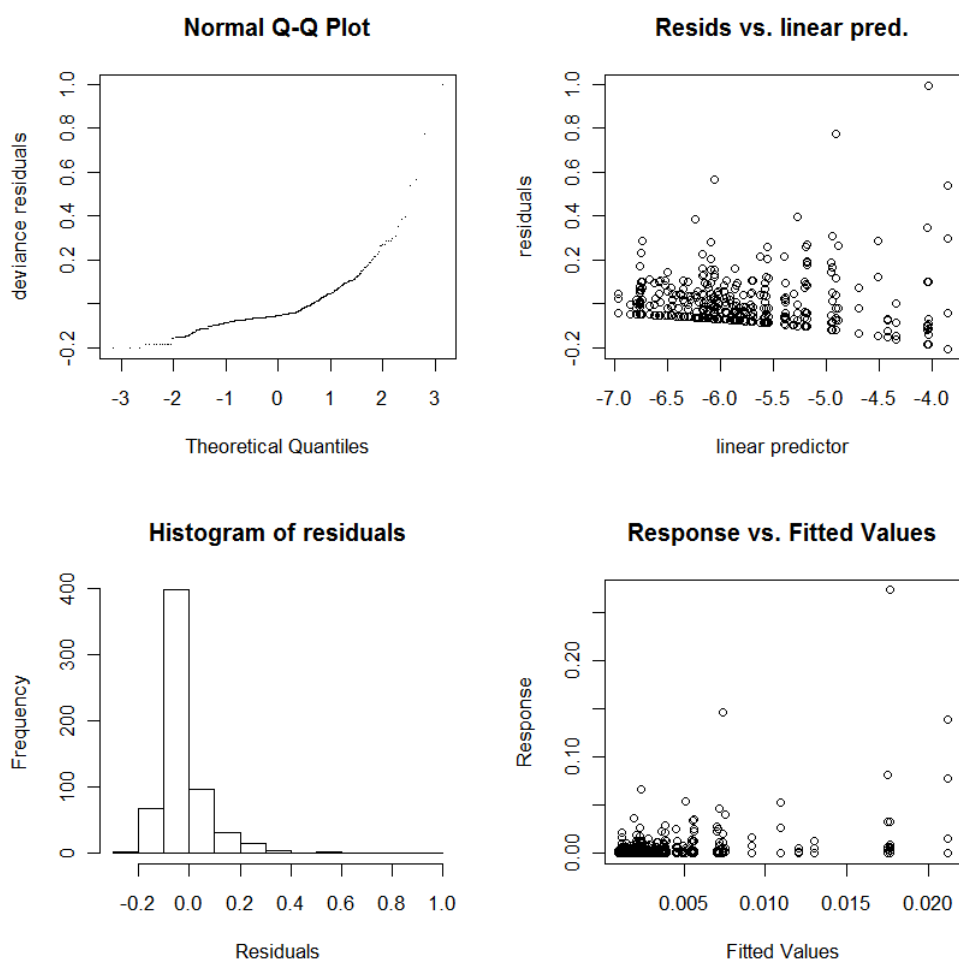 Normal Q-Q Plot
deviance residuals
-0.2 0.2 0.4 0.6 0.8 1.0
-3 -2 -1 0 1 2 3
Theoretical Quantiles
Resids vs. linear pred.
residuals
-0.2 0.2 0.4 0.6 0.8 1.0
-7.0 -6.5 -6.0 -5.5 -5.0 -4.5 -4.0
linear predictor
Histogram of residuals
Frequency
0 100 200 300 400
-0.2 0.0 0.2 0.4 0.6 0.8 1.0
Residuals
Response vs. Fitted Values
Response
0.00 0.10 0.20
0.005 0.010 0.015 0.020
Fitted Values